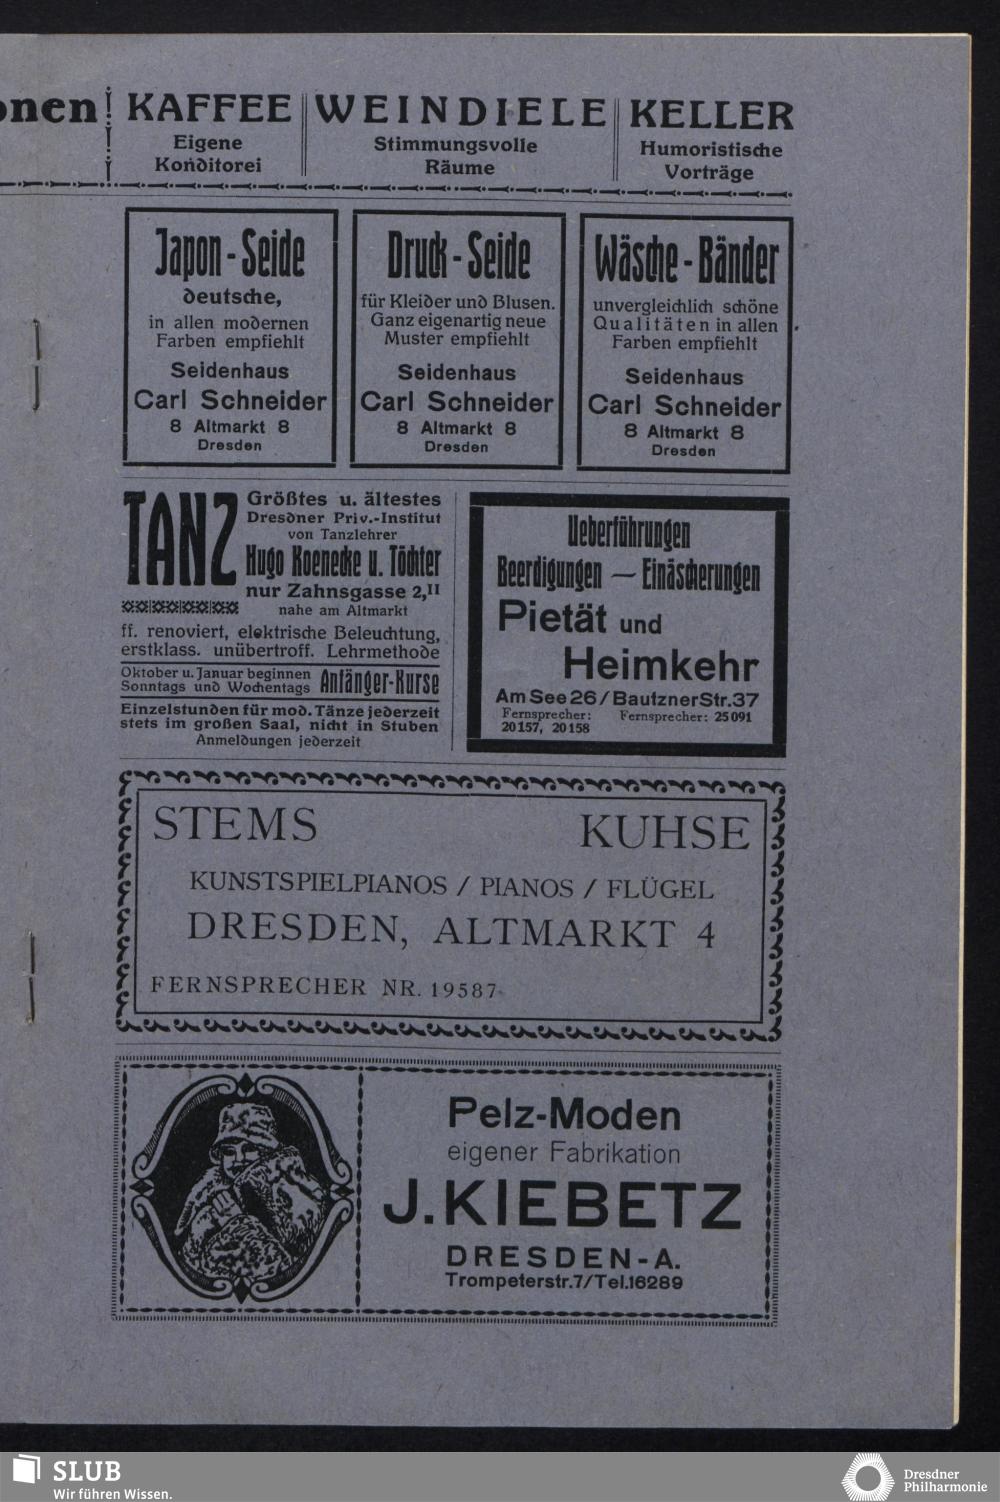 onen
KAFFEE
Eigene
Konditorei
WEINDIELE
Stimmungsvolle
Räume
KELLER
Humoristische
Vorträge
Japon - Seide
deutsche,
in allen modernen
Farben empfiehlt
Seidenhaus
Carl Schneider
8 Altmarkt 8
Dresden
Druck - Seide
für Kleider und Blusen.
Ganz eigenartig neue
Muster empfiehlt
Seidenhaus
Carl Schneider
8 Altmarkt 8
Dresden
Wäsche - Bänder
unvergleichlich schöne
Qualitäten in allen
Farben empfiehlt
Seidenhaus
Carl Schneider
8 Altmarkt 8
Dresden
TANZ
Größtes u. ältestes
Dresdner Priv.-Institut
von Tanzlehrer
Hugo Koenecke u. Töchter
nur Zahnsgasse 2,II
nahe am Altmarkt
ff. renoviert, elektrische Beleuchtung,
erstklass. unübertroff. Lehrmethode
Oktober u. Januar beginnen
Sonntags und Wochentags
Anfänger-Kurse
Einzelstunden für mod. Tänze jederzeit
stets im großen Saal, nicht in Stuben
Anmeldungen jederzeit
Ueberführungen
Beerdigungen — Einäscherungen
Pietät und
Heimkehr
Am See 26 / Bautzner Str. 37
Fernsprecher:
20157, 20158
Fernsprecher: 25091
STEMS KUHSE
KUNSTSPIELPIANOS / PIANOS / FLÜGEL
DRESDEN, ALTMARKT 4
FERNSPRECHER NR. 19587
Pelz-Moden
eigener Fabrikation
J. KIEBETZ
DRESDEN-A.
Trompeterstr. 7 / Tel. 16289
SLUB
Wir führen Wissen.
Dresdner
Philharmonie